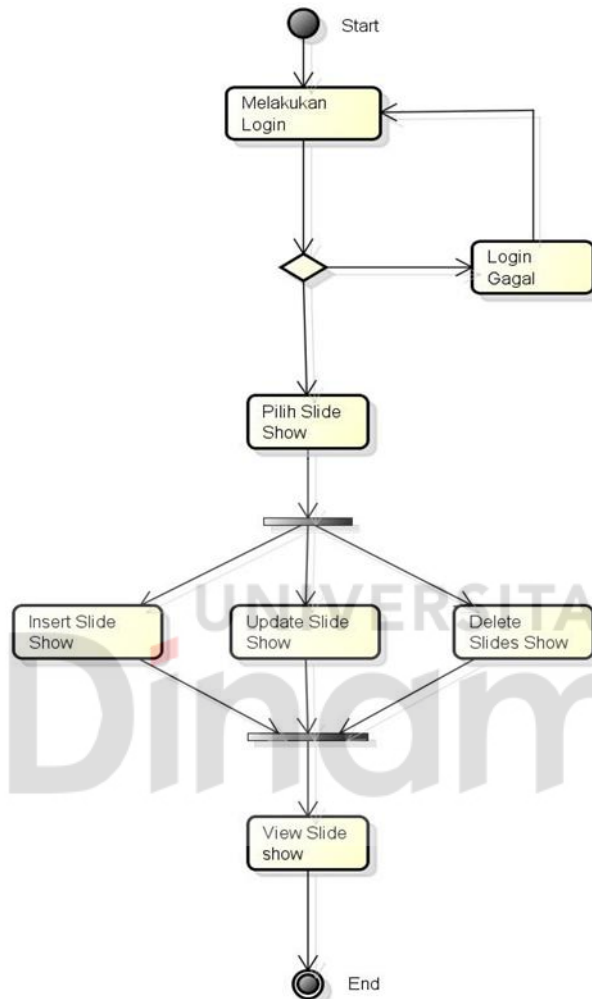 Start
Melakukan
Login
Login
Gagal
Pilih Slide
Show
UNIVERSITA
Insert Slide
Show
Update Slide
Show
Delete
Slides Show
Dinam
View Slide
show
End